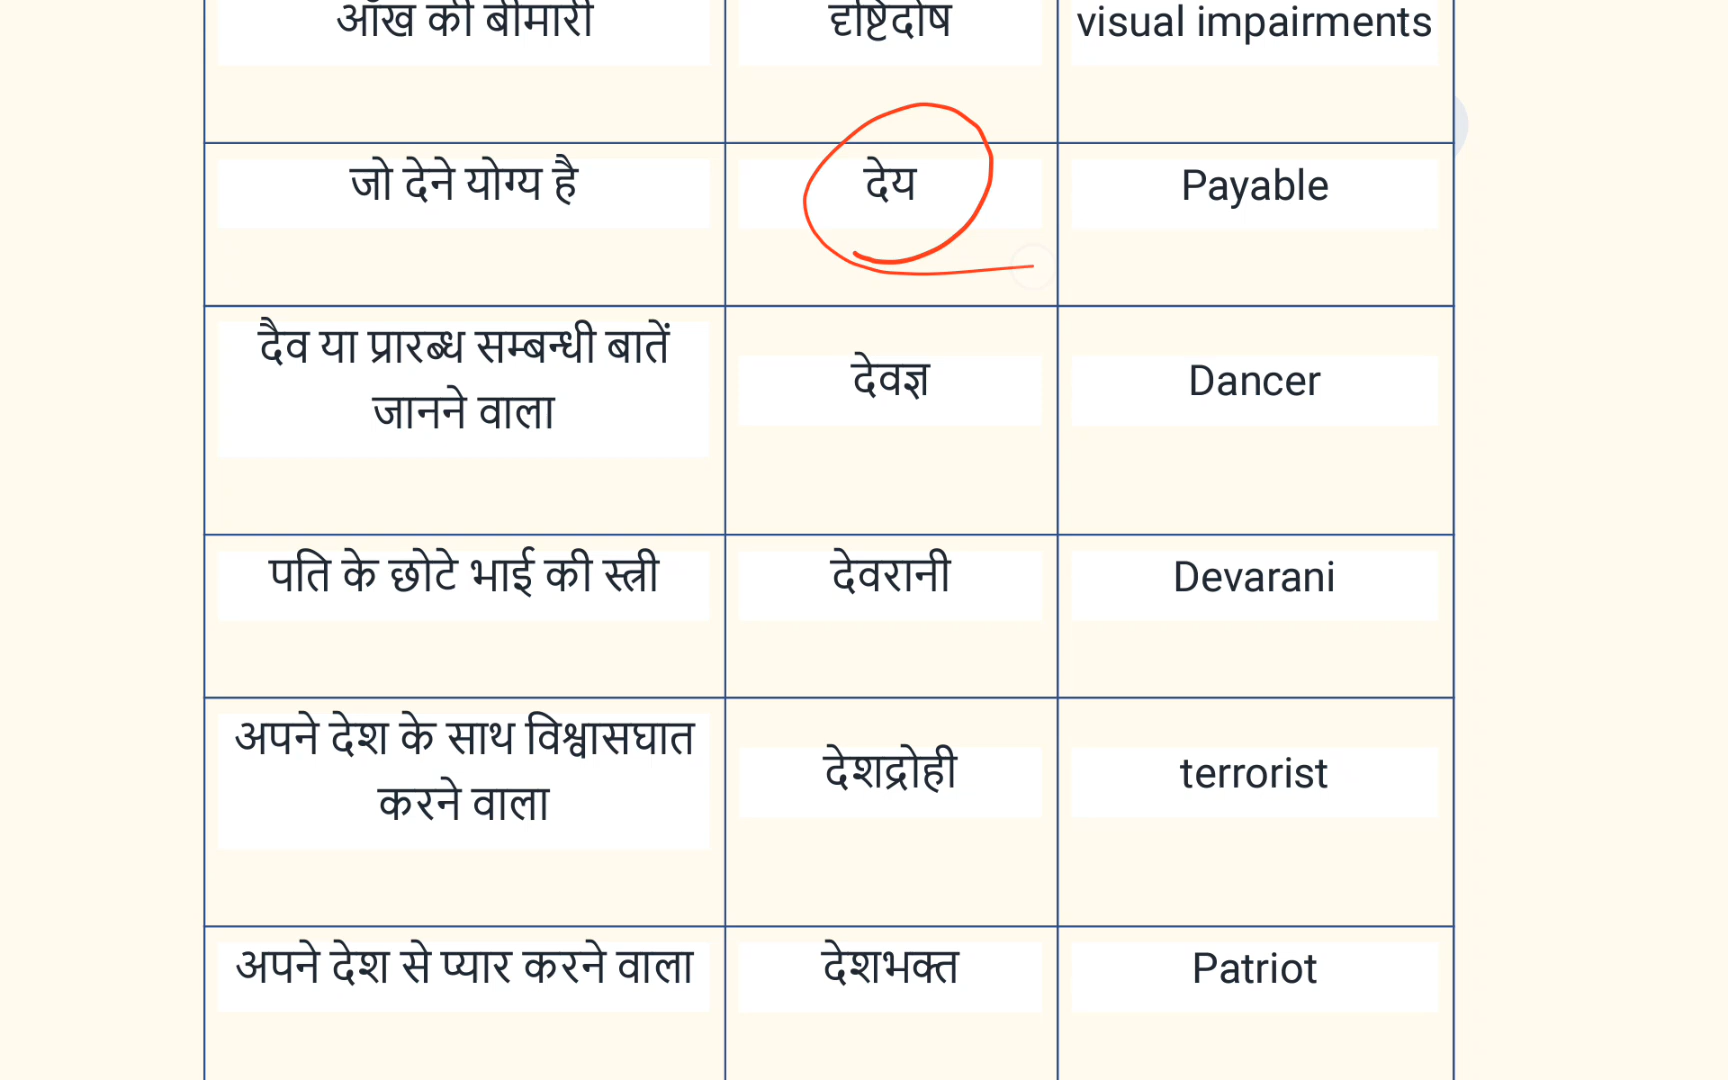 आँख की बीमारी
दृष्टिदोष
visual impairments
जो देने योग्य है
देय
Payable
दैव या प्रारब्ध सम्बन्धी बातें
जानने वाला
देवज्ञ
Dancer
पति के छोटे भाई की स्त्री
देवरानी
Devarani
अपने देश के साथ विश्वासघात
करने वाला
देशद्रोही
terrorist
अपने देश से प्यार करने वाला
देशभक्त
Patriot